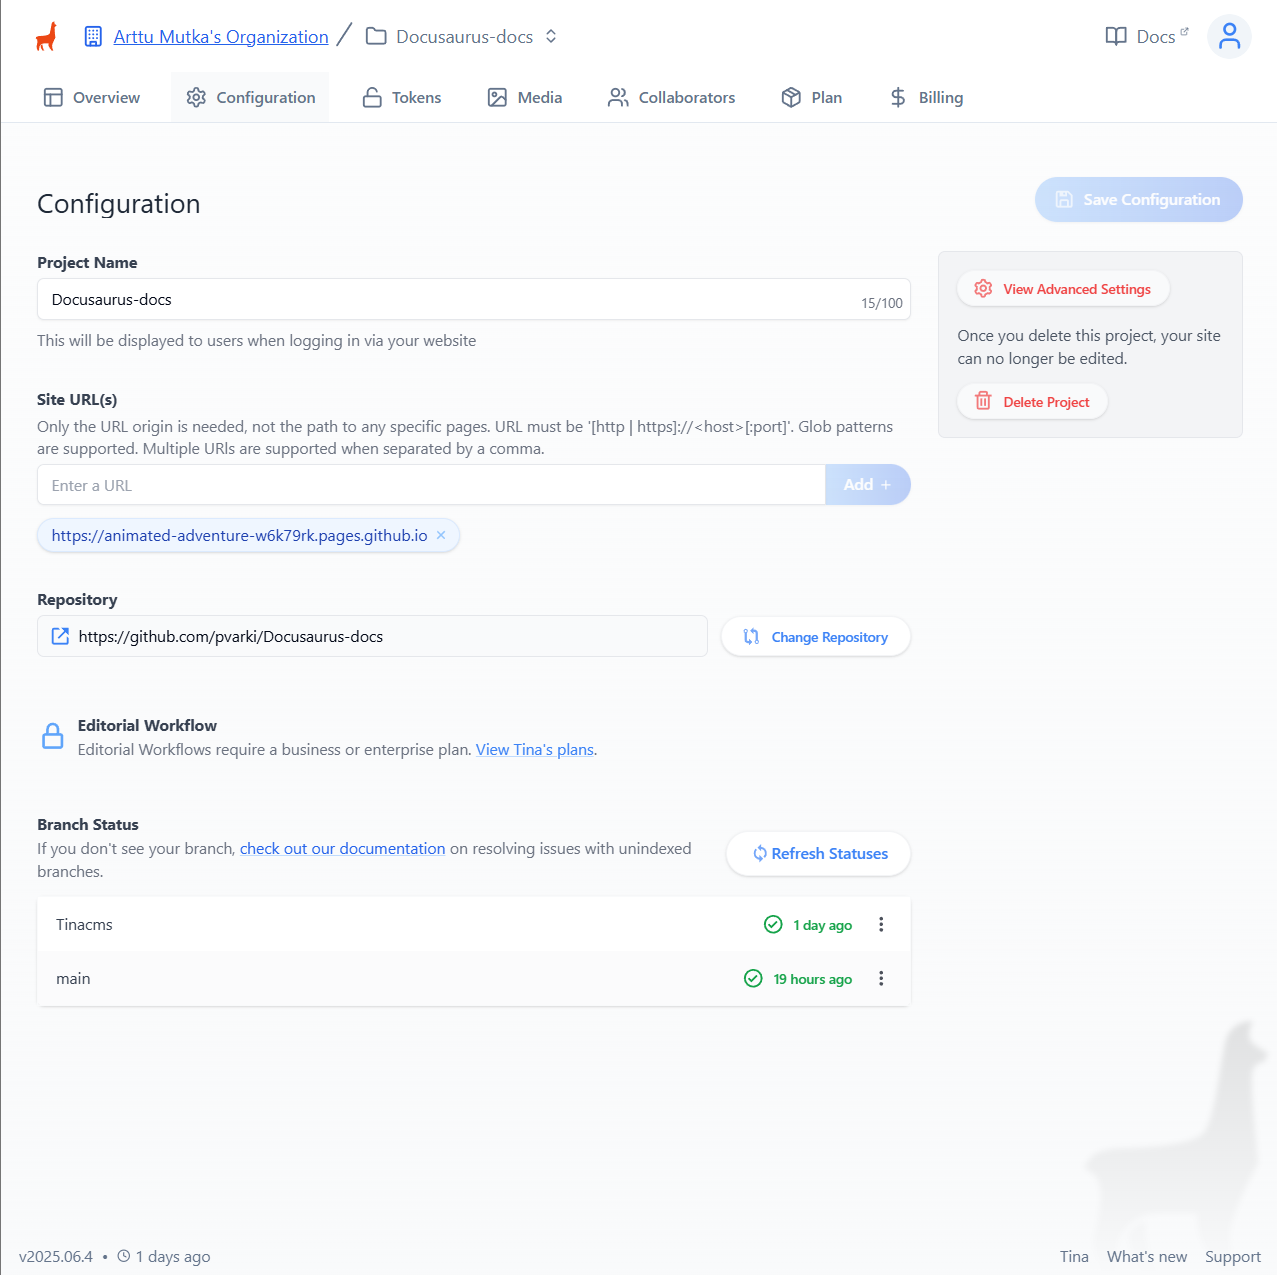 Arttu Mutka's Organization / Docusaurus-docs
Docs
Overview
Configuration
Tokens
Media
Collaborators
Plan
Billing
Configuration
Save Configuration
Project Name
Docusaurus-docs
15/100
This will be displayed to users when logging in via your website
View Advanced Settings
Once you delete this project, your site
can no longer be edited.
Delete Project
Site URL(s)
Only the URL origin is needed, not the path to any specific pages. URL must be '[http | https]://<host>[:port]'. Glob patterns
are supported. Multiple URIs are supported when separated by a comma.
Enter a URL
Add +
https://animated-adventure-w6k79rk.pages.github.io ×
Repository
https://github.com/pvarki/Docusaurus-docs
Change Repository
Editorial Workflow
Editorial Workflows require a business or enterprise plan. View Tina's plans.
Branch Status
If you don't see your branch, check out our documentation on resolving issues with unindexed
branches.
Refresh Statuses
Tinacms
1 day ago
main
19 hours ago
v2025.06.4 • 1 days ago
Tina
What's new
Support